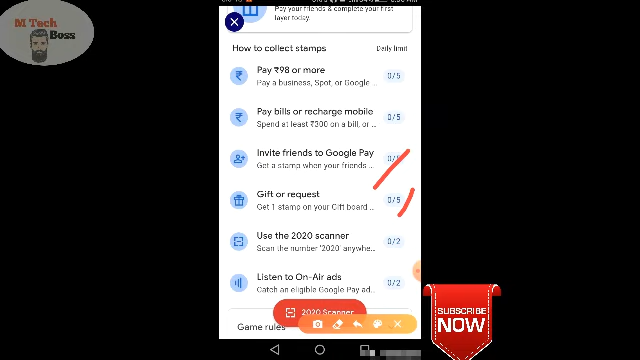 M Tech
Boss
Pay your friends & complete your first
layer today.
How to collect stamps
Daily limit
Pay ₹98 or more
Pay a business, Spot, or Google ...
0/5
Pay bills or recharge mobile
Spend at least ₹300 on a bill, or ...
0/5
Invite friends to Google Pay
Get a stamp when your friends ...
Gift or request
Get 1 stamp on your Gift board ...
0/5
Use the 2020 scanner
Scan the number '2020' anywhe...
0/2
Listen to On-Air ads
Catch an eligible Google Pay ad...
0/2
2020 Scanner
Game rules
SUBSCRIBE
NOW